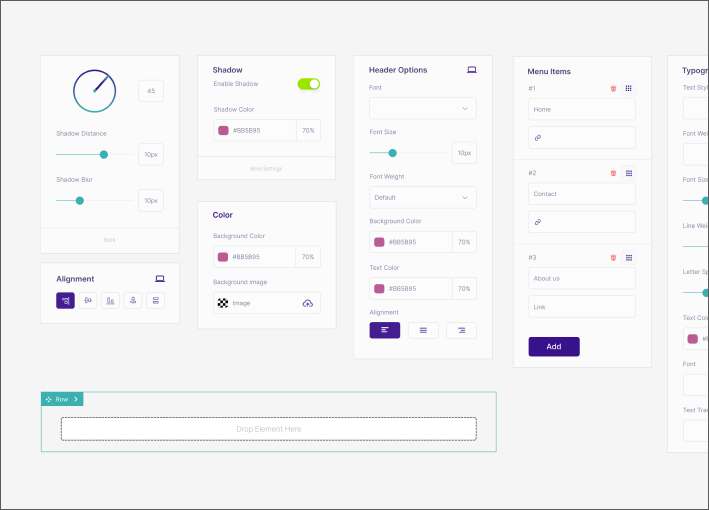 45
Shadow Distance
10px
Shadow Blur
10px
Back
Alignment
Shadow
Enable Shadow
Shadow Color
#BB5B95
70%
More Settings
Color
Background Color
#BB5B95
70%
Background image
image
Header Options
Font
Font Size
10px
Font Weight
Default
Background Color
#BB5B95
70%
Text Color
#BB5B95
70%
Alignment
Menu Items
#1
Home
#2
Contact
#3
About us
Link
Add
Typogr
Text Styl
Font Wei
Font Size
Line Wei
Letter Sp
Text Colo
Font
Text Tran
Row
Drop Element Here